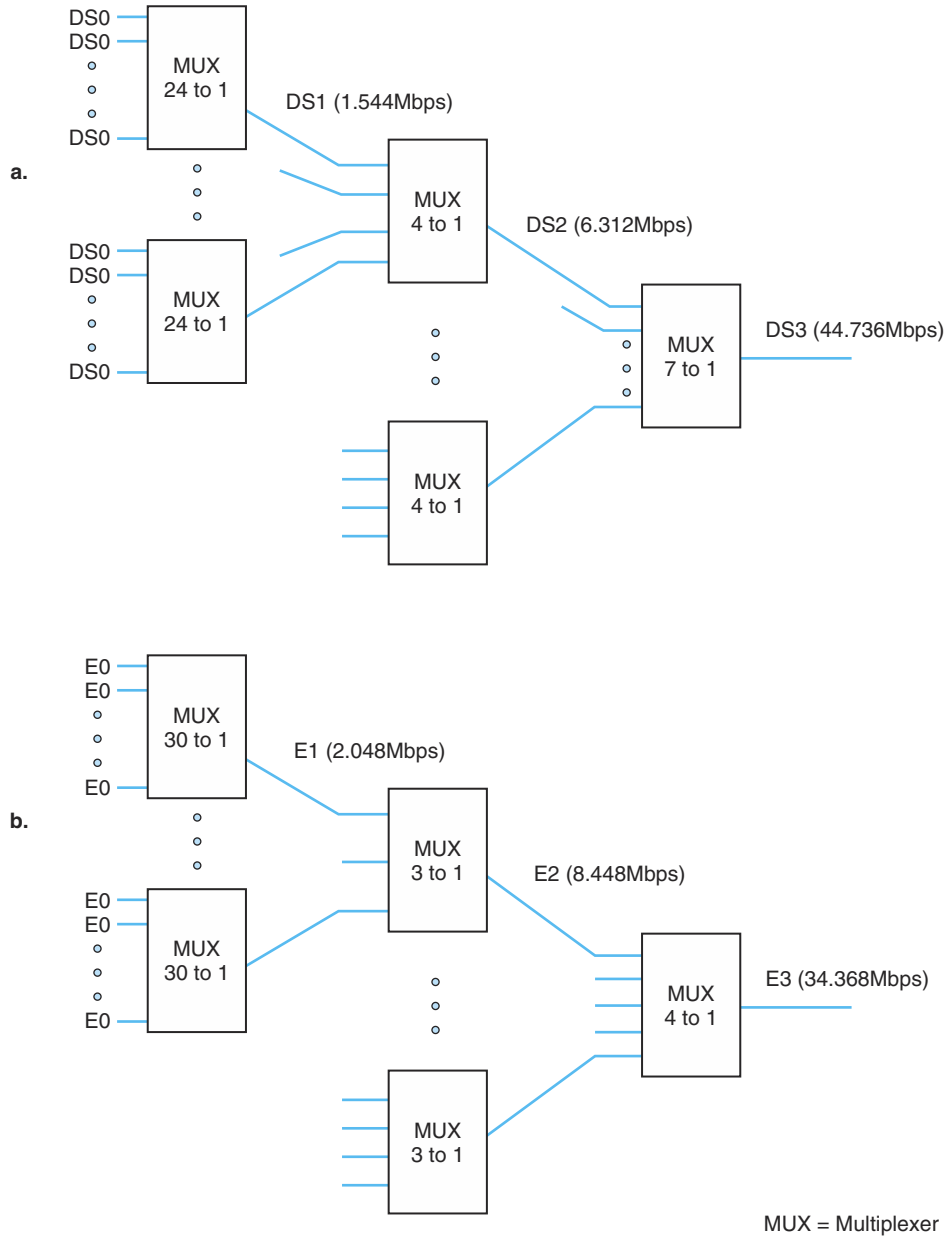 DS0
DS0
DS0
MUX
24 to 1
DS1 (1.544Mbps)
a.
MUX
4 to 1
DS0
DS0
DS0
MUX
24 to 1
DS2 (6.312Mbps)
MUX
7 to 1
DS3 (44.736Mbps)
MUX
4 to 1
E0
E0
E0
MUX
30 to 1
E1 (2.048Mbps)
b.
MUX
3 to 1
E0
E0
E0
MUX
30 to 1
E2 (8.448Mbps)
MUX
4 to 1
E3 (34.368Mbps)
MUX
3 to 1
MUX = Multiplexer